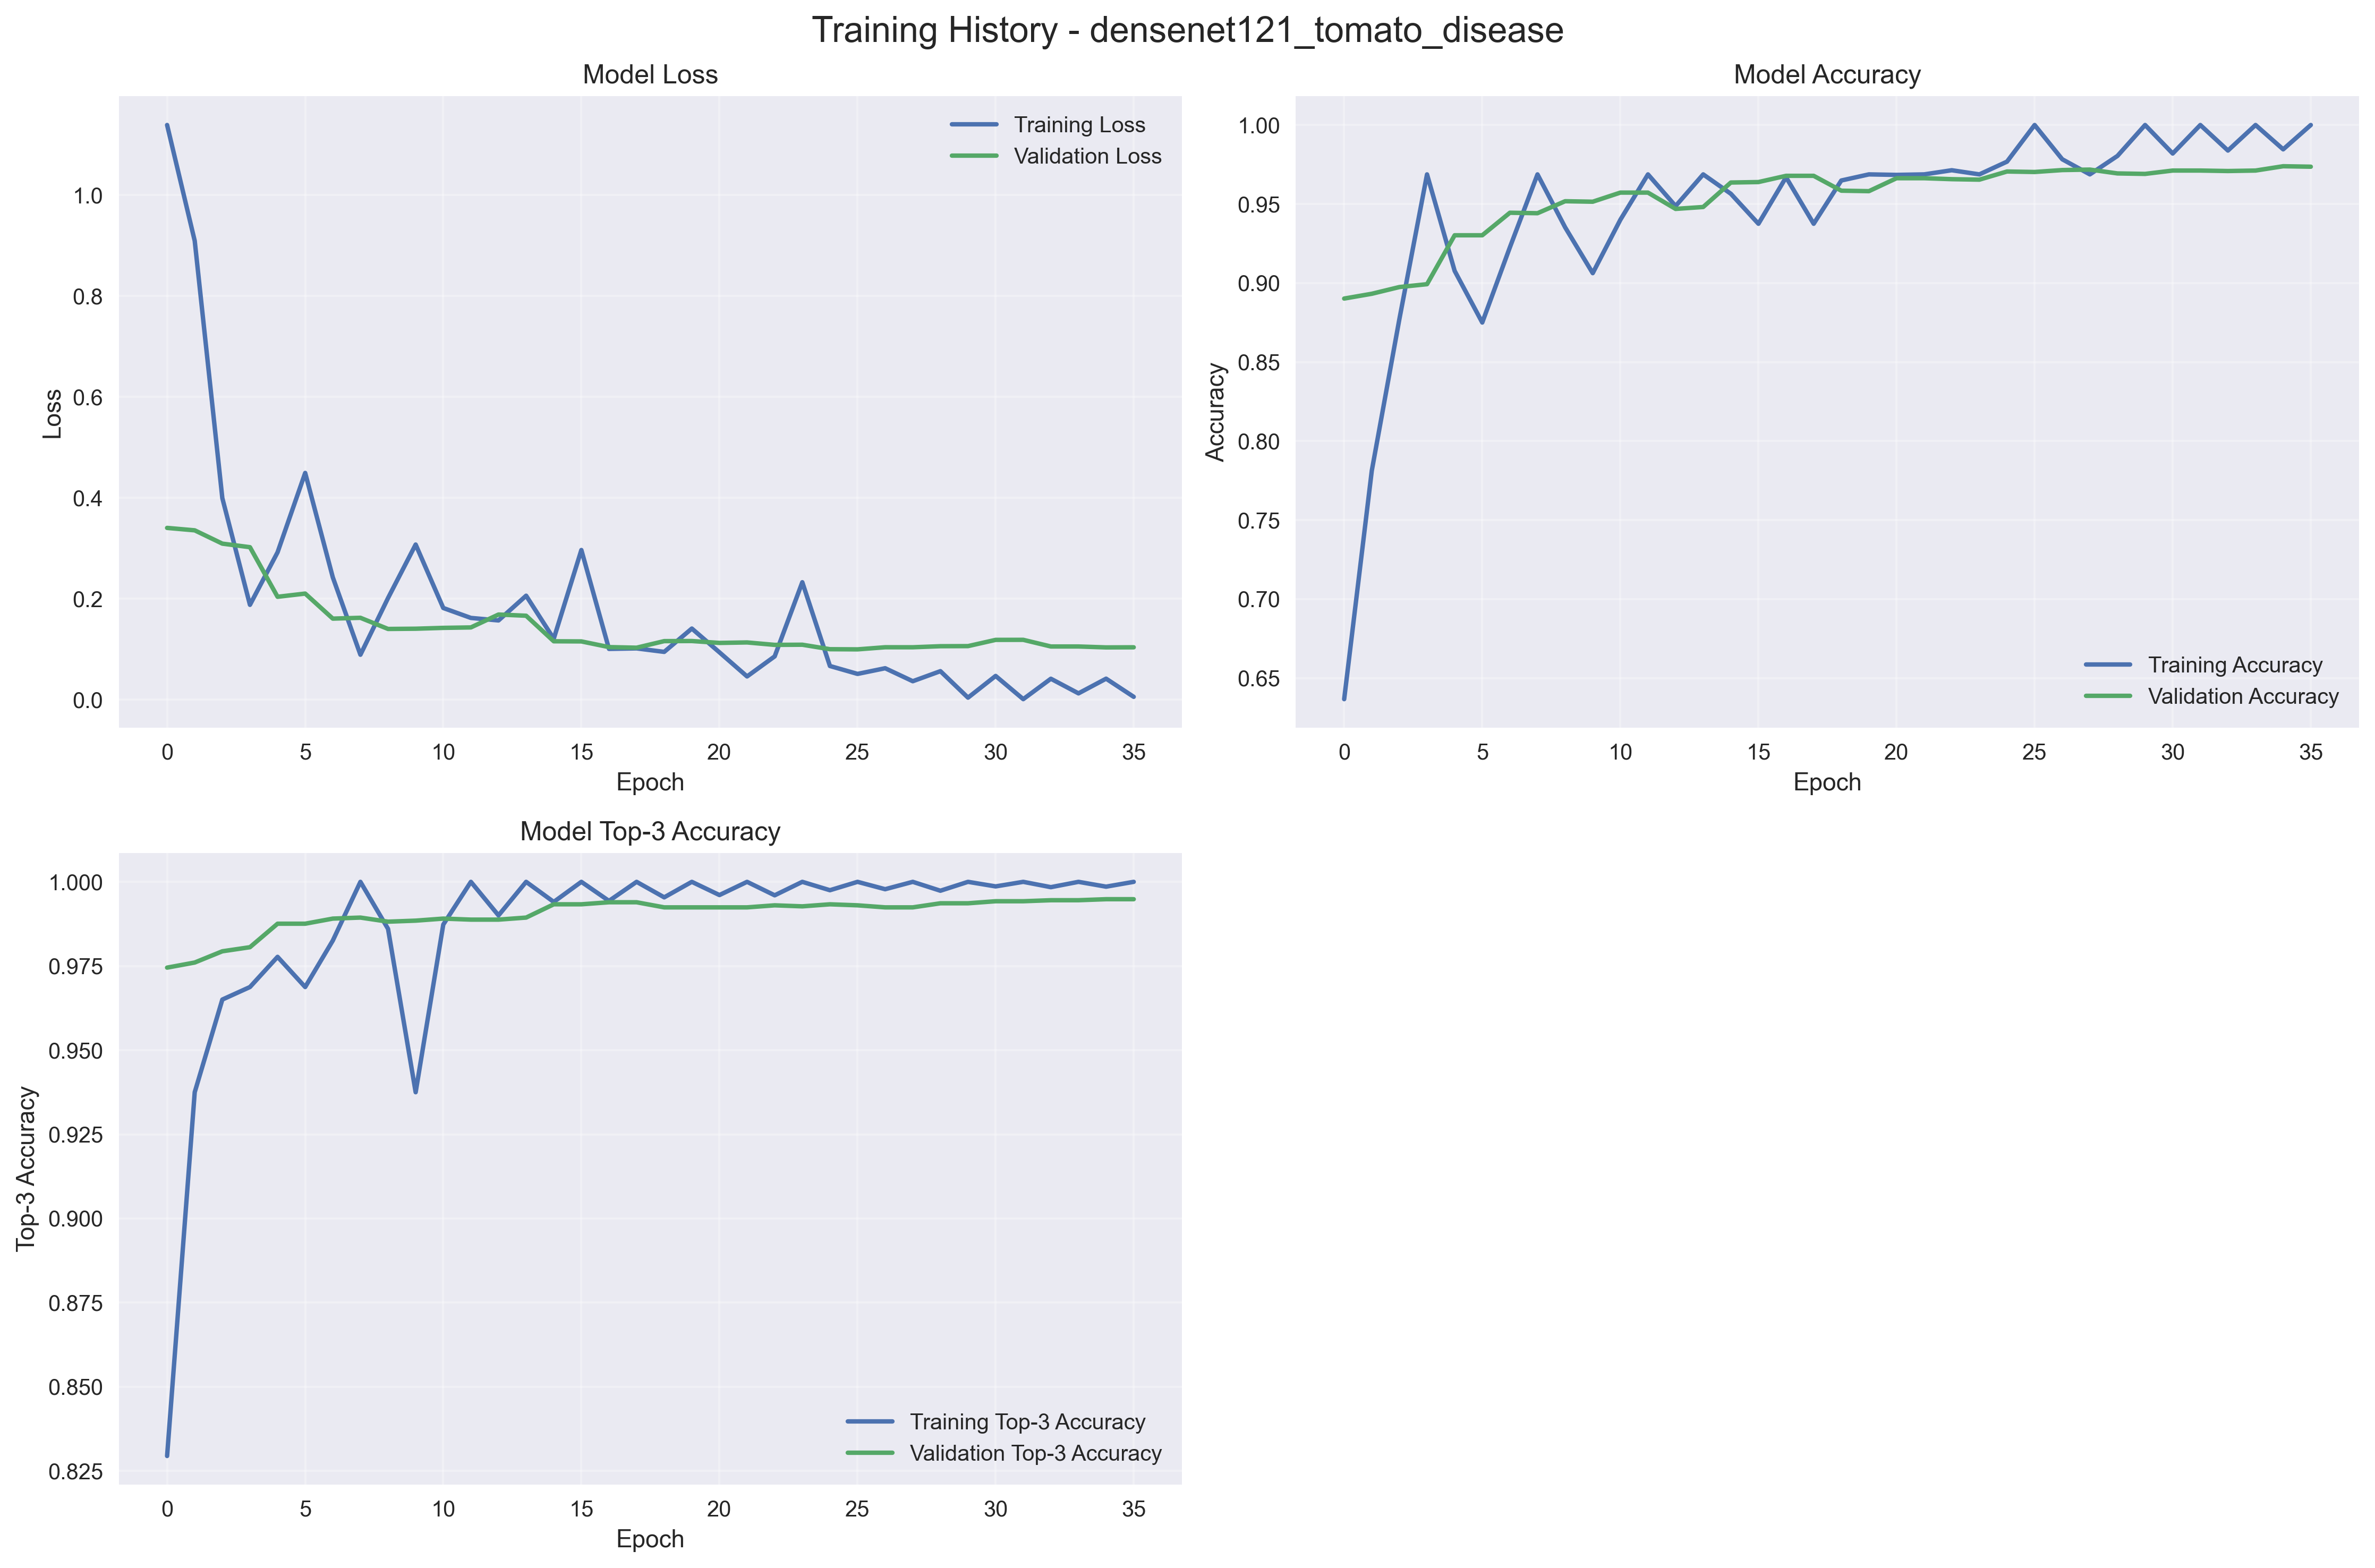 Training History - densenet121_tomato_disease
Model Loss
Training Loss
Validation Loss
Loss
1.0
0.8
0.6
0.4
0.2
0.0
0 5 10 15 20 25 30 35
Epoch
Model Accuracy
Accuracy
1.00
0.95
0.90
0.85
0.80
0.75
0.70
0.65
Training Accuracy
Validation Accuracy
0 5 10 15 20 25 30 35
Epoch
Model Top-3 Accuracy
Top-3 Accuracy
1.000
0.975
0.950
0.925
0.900
0.875
0.850
0.825
Training Top-3 Accuracy
Validation Top-3 Accuracy
0 5 10 15 20 25 30 35
Epoch